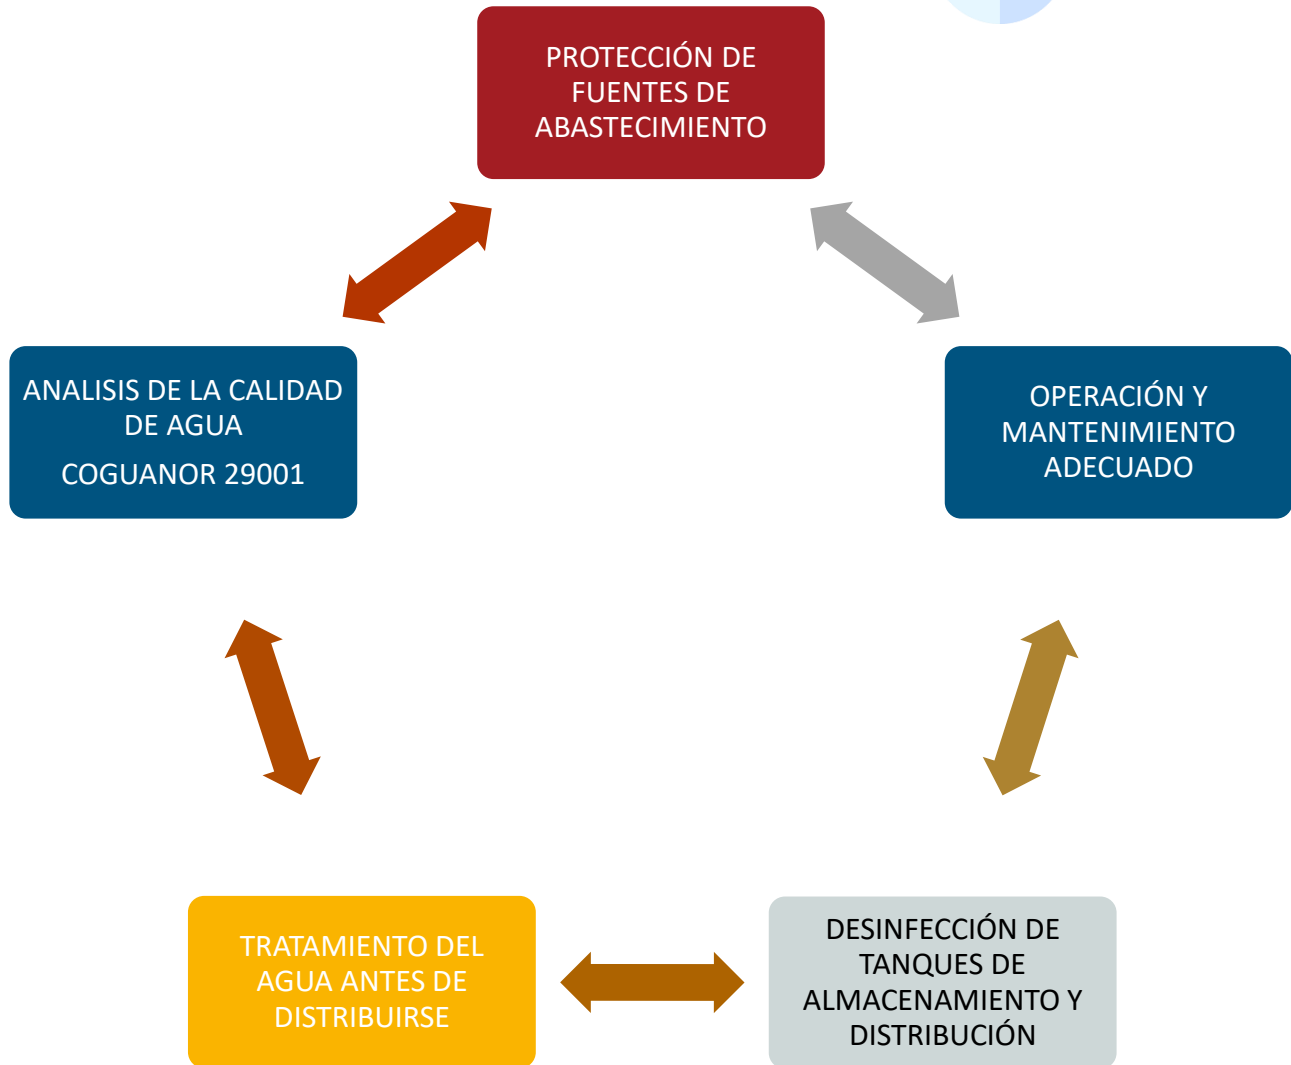 PROTECCIÓN DE
FUENTES DE
ABASTECIMIENTO
ANALISIS DE LA CALIDAD
DE AGUA
COGUANOR 29001
OPERACIÓN Y
MANTENIMIENTO
ADECUADO
TRATAMIENTO DEL
AGUA ANTES DE
DISTRIBUIRSE
DESINFECCIÓN DE
TANQUES DE
ALMACENAMIENTO Y
DISTRIBUCIÓN